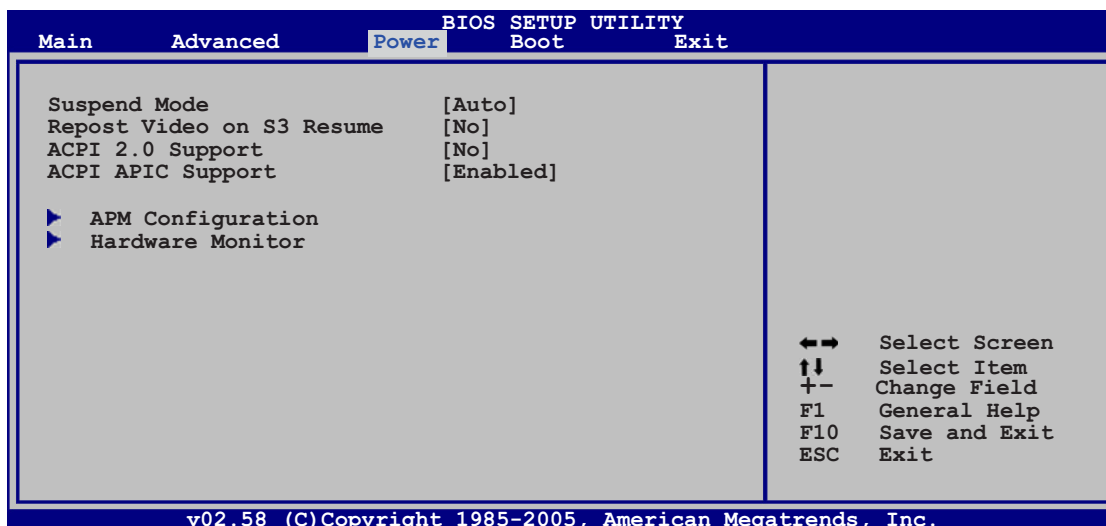 BIOS SETUP UTILITY
Main Advanced Power Boot Exit
Suspend Mode [Auto]
Repost Video on S3 Resume [No]
ACPI 2.0 Support [No]
ACPI APIC Support [Enabled]
APM Configuration
Hardware Monitor
Select Screen
Select Item
+- Change Field
F1 General Help
F10 Save and Exit
ESC Exit
v02.58 (C)Copyright 1985-2005, American Megatrends, Inc.